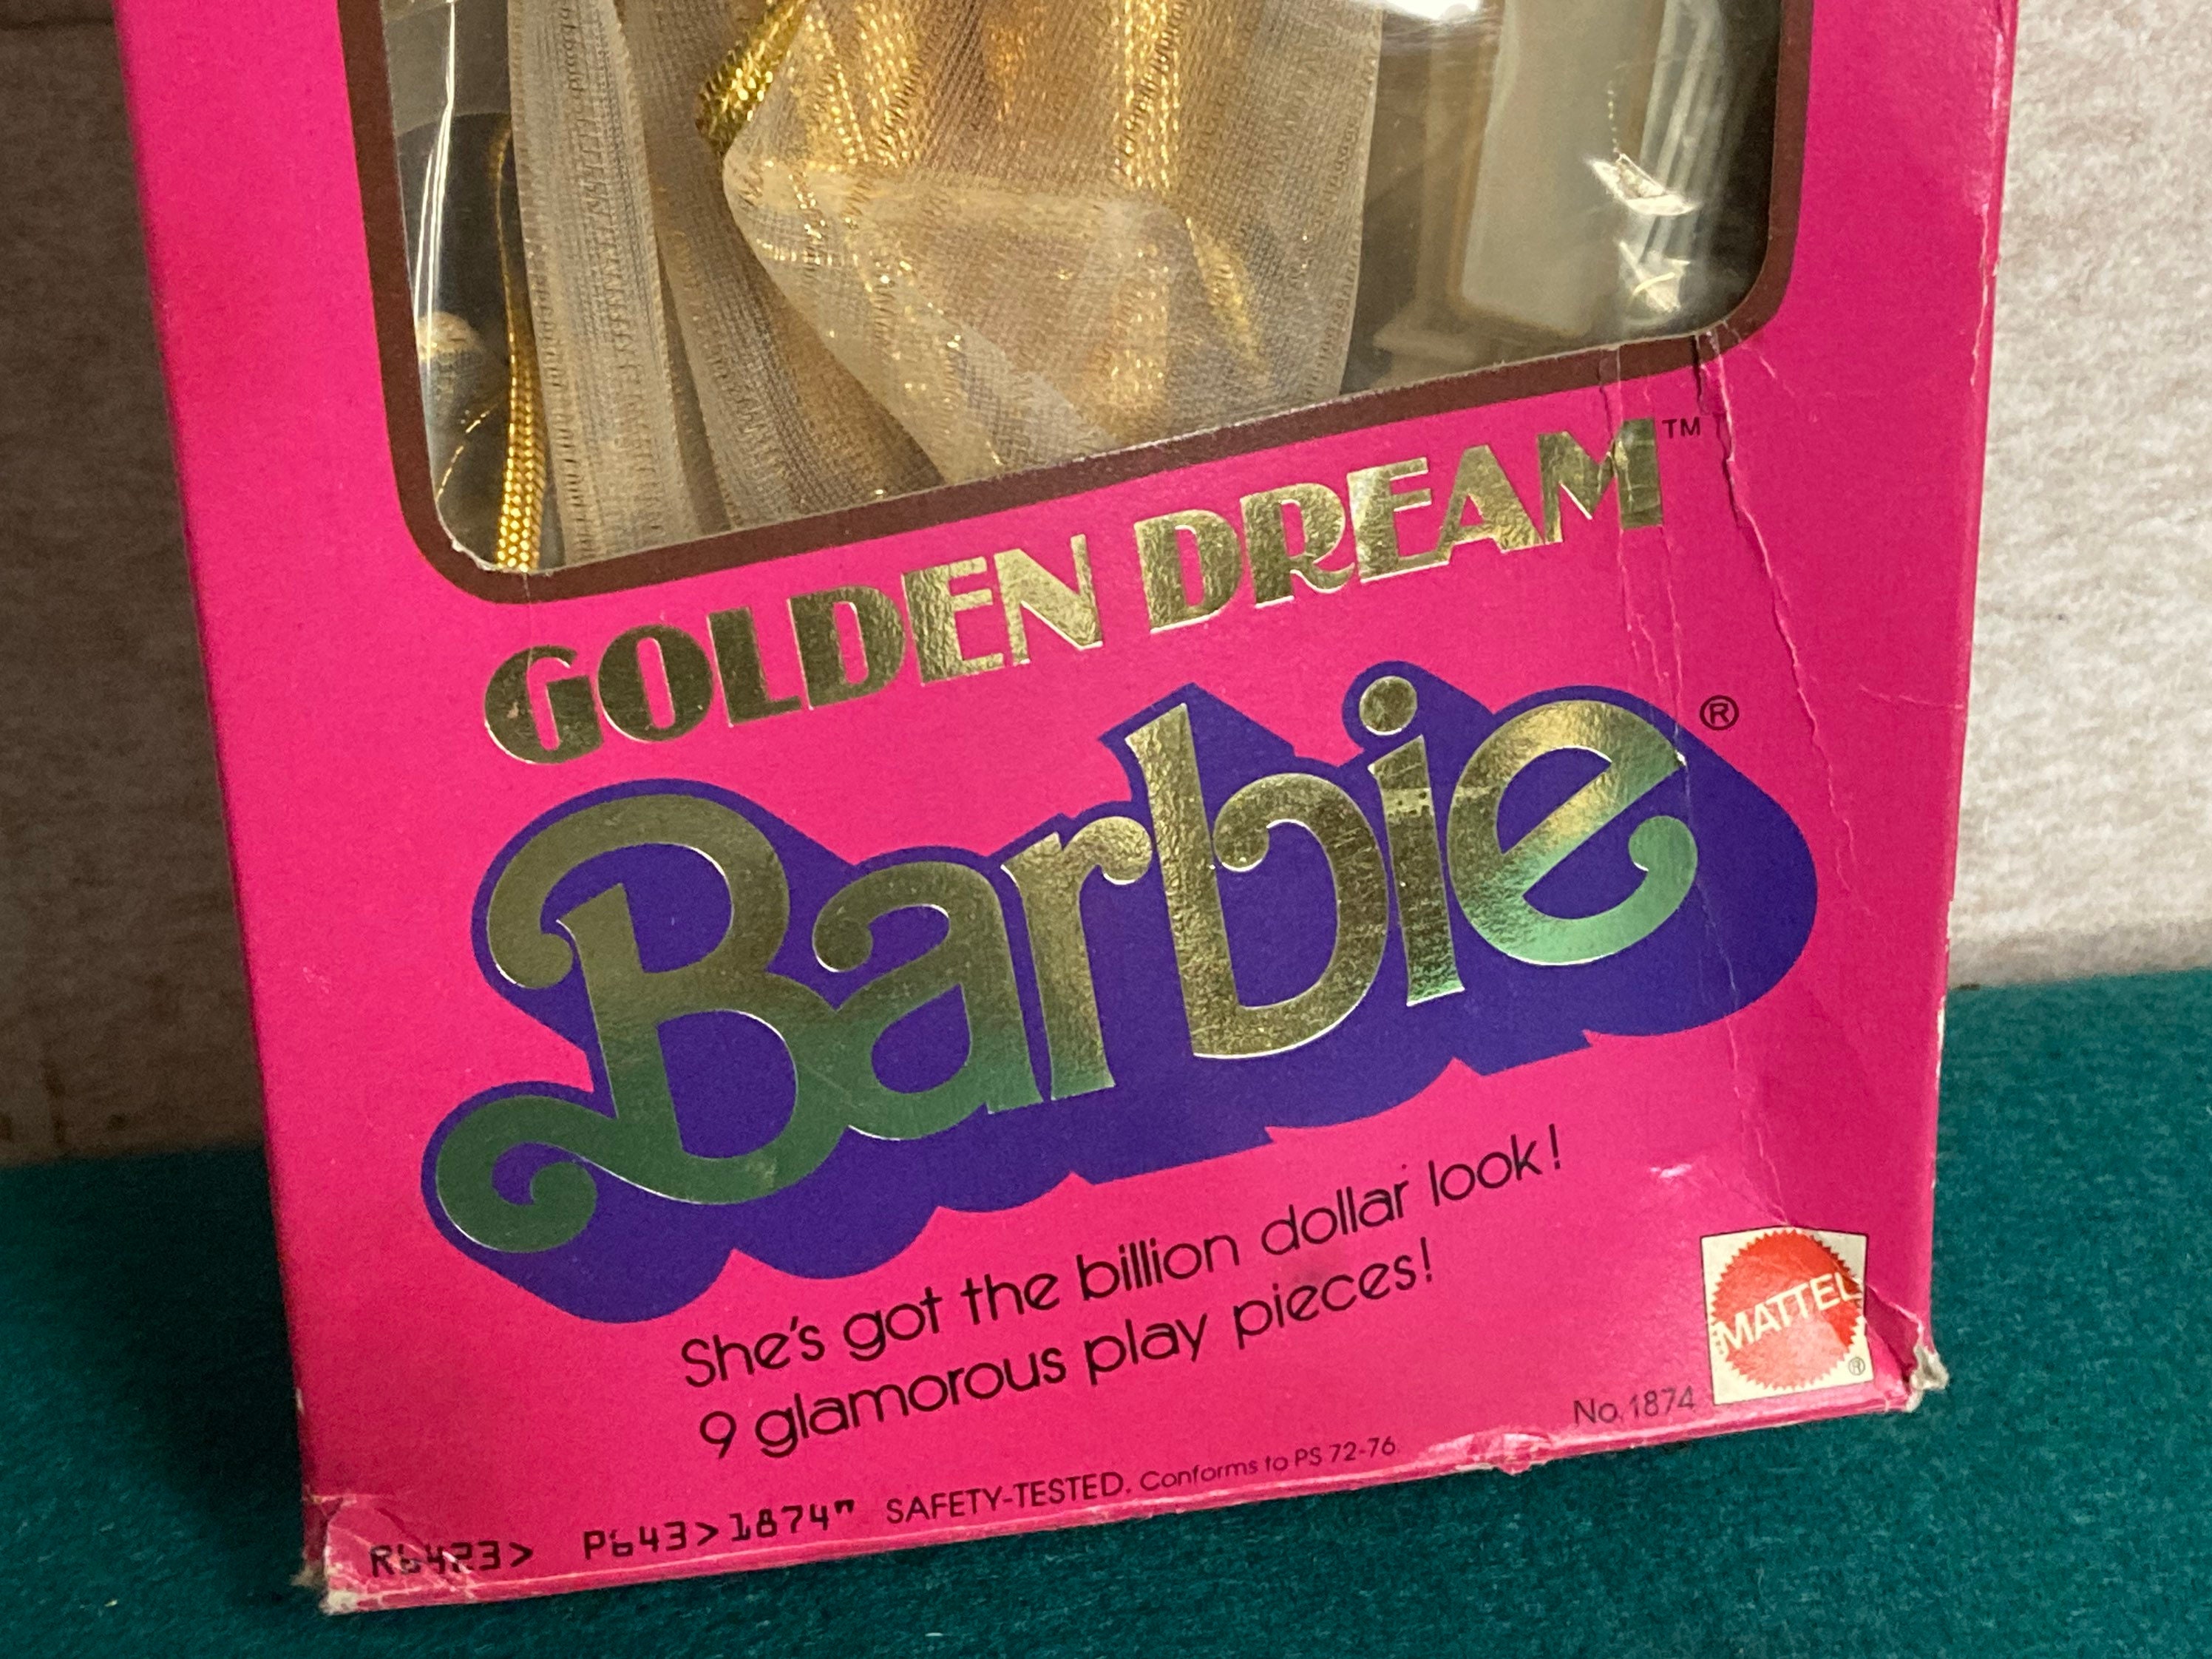 GOLDEN DREAM™
Barbie®
She's got the billion dollar look!
9 glamorous play pieces!
MATTEL®
No. 1874
R6423> P643>1874" SAFETY-TESTED. Conforms to PS 72-76.